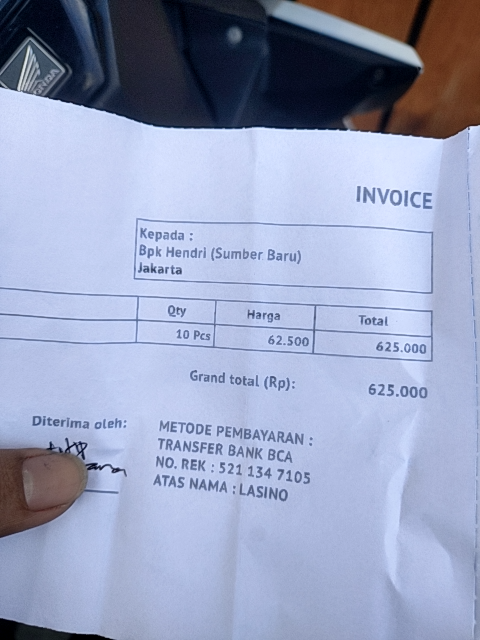 HONDA
INVOICE
Kepada :
Bpk Hendri (Sumber Baru)
Jakarta
Qty Harga Total
10 Pcs 62.500 625.000
Grand total (Rp): 625.000
Diterima oleh:
METODE PEMBAYARAN :
TRANSFER BANK BCA
NO. REK : 521 134 7105
ATAS NAMA : LASINO